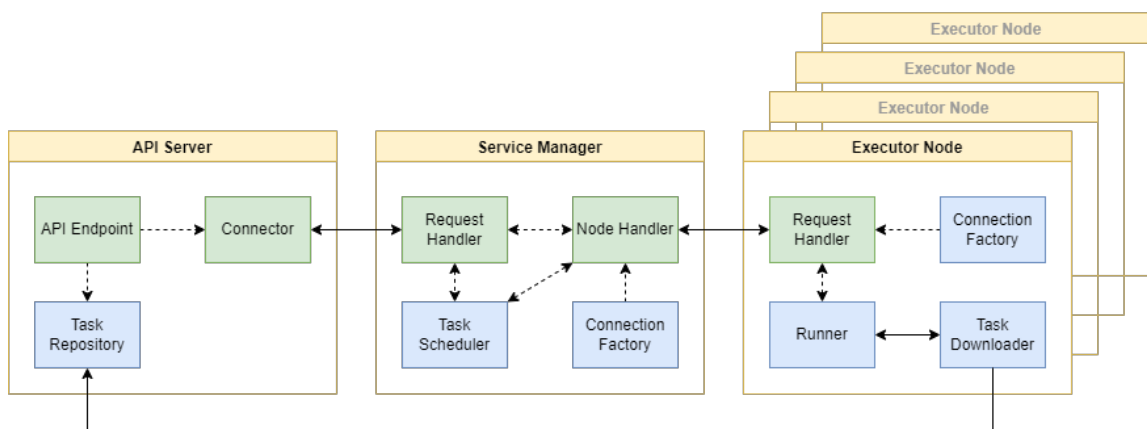 Executor Node
Executor Node
Executor Node
API Server
Service Manager
Executor Node
API Endpoint
Connector
Request
Handler
Node Handler
Request
Handler
Connection
Factory
Task
Repository
Task
Scheduler
Connection
Factory
Runner
Task
Downloader